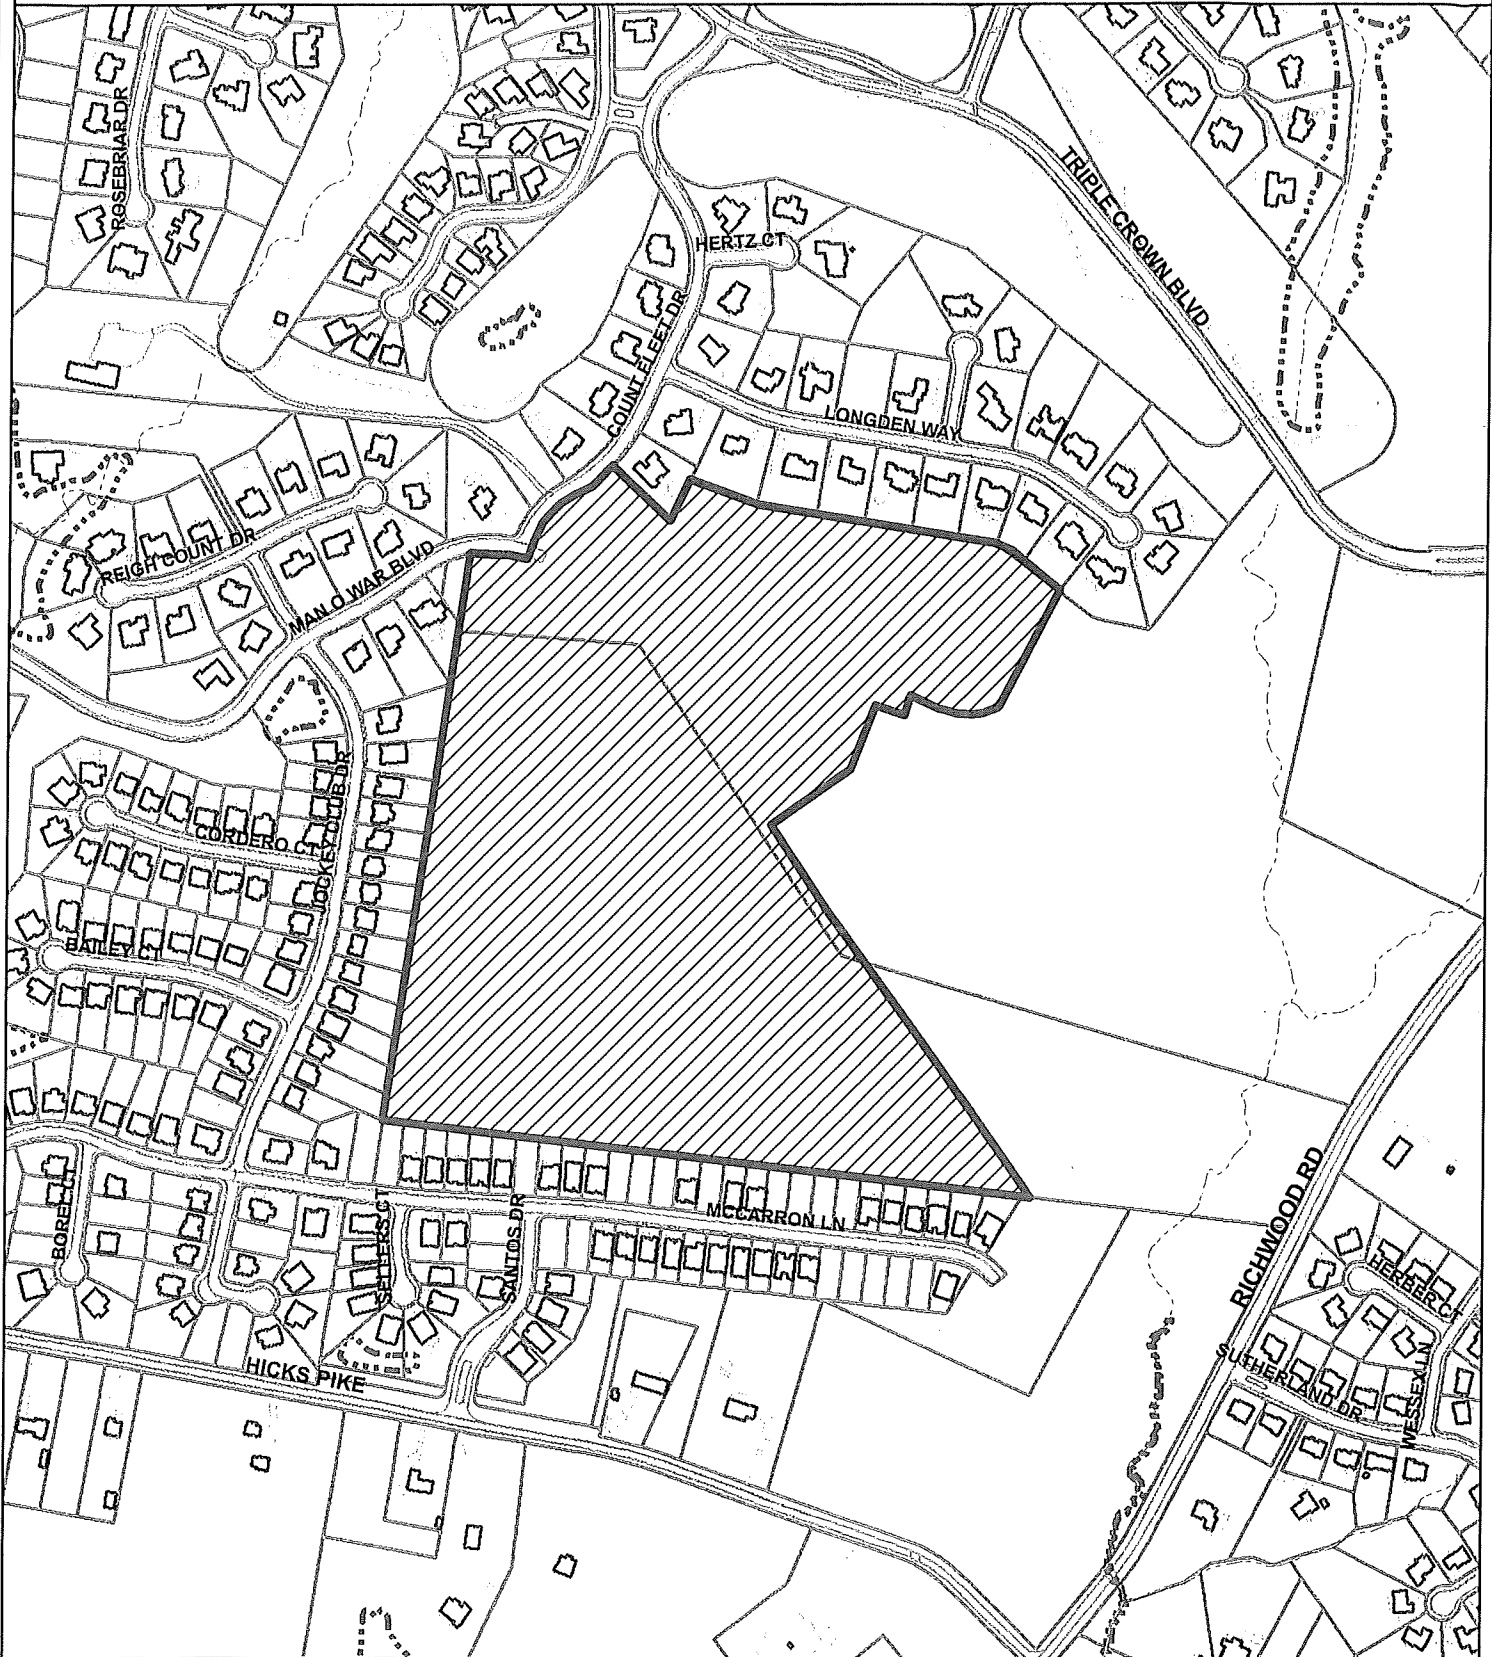 ROSEBRIAR DR
TRIPLE CROWN BLVD
HERTZ CT
COUNT FLEET DR
LONGDEN WAY
REIGH COUNT DR
MAN O WAR BLVD
JOCKEY CLUB DR
CORDERO CT
BAILEY CT
BOREL CT
SELLERS CT
SANTOS DR
MCCARRON LN
RICHWOOD RD
HERBER CT
SUTHERLAND DR
WESSEX LN
HICKS PIKE